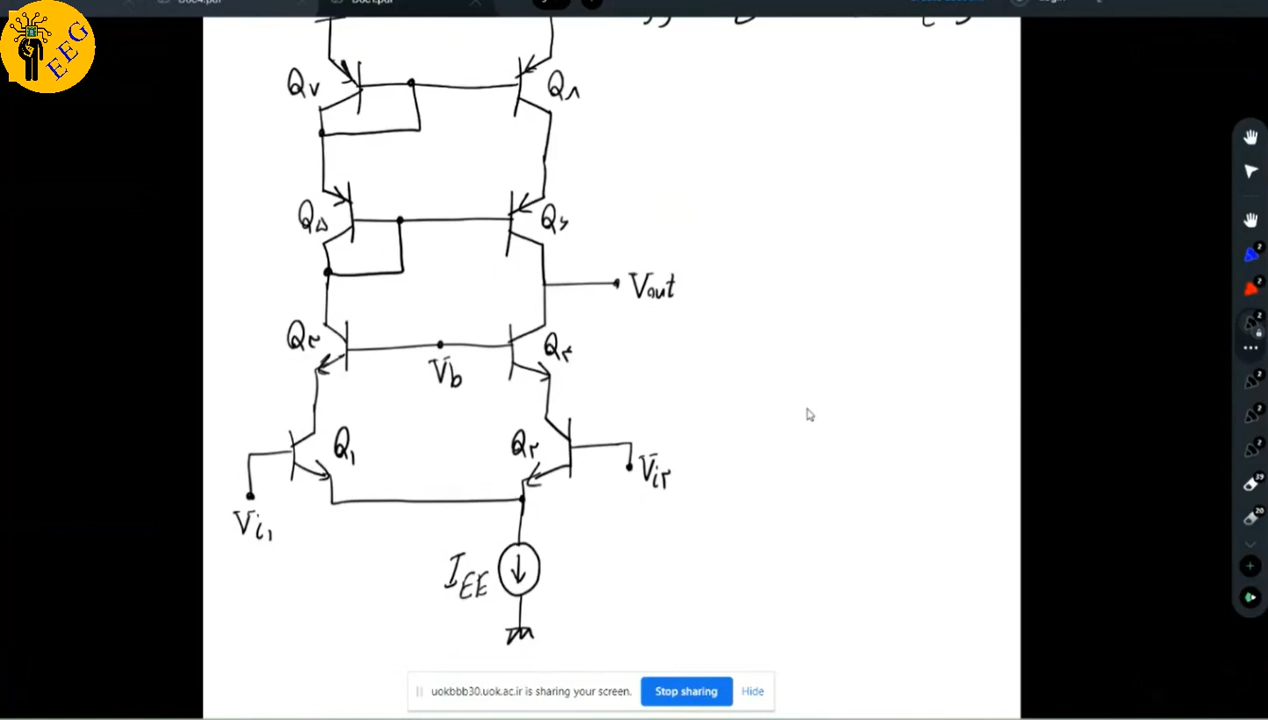 EEG
QV Q۸
Q۵ Q۶
Vout
Q۳ Q۴
Vb
Q۱ Q۲
Vi۲
Vi۱
IEE
uokbbb30.uok.ac.ir is sharing your screen. Stop sharing Hide